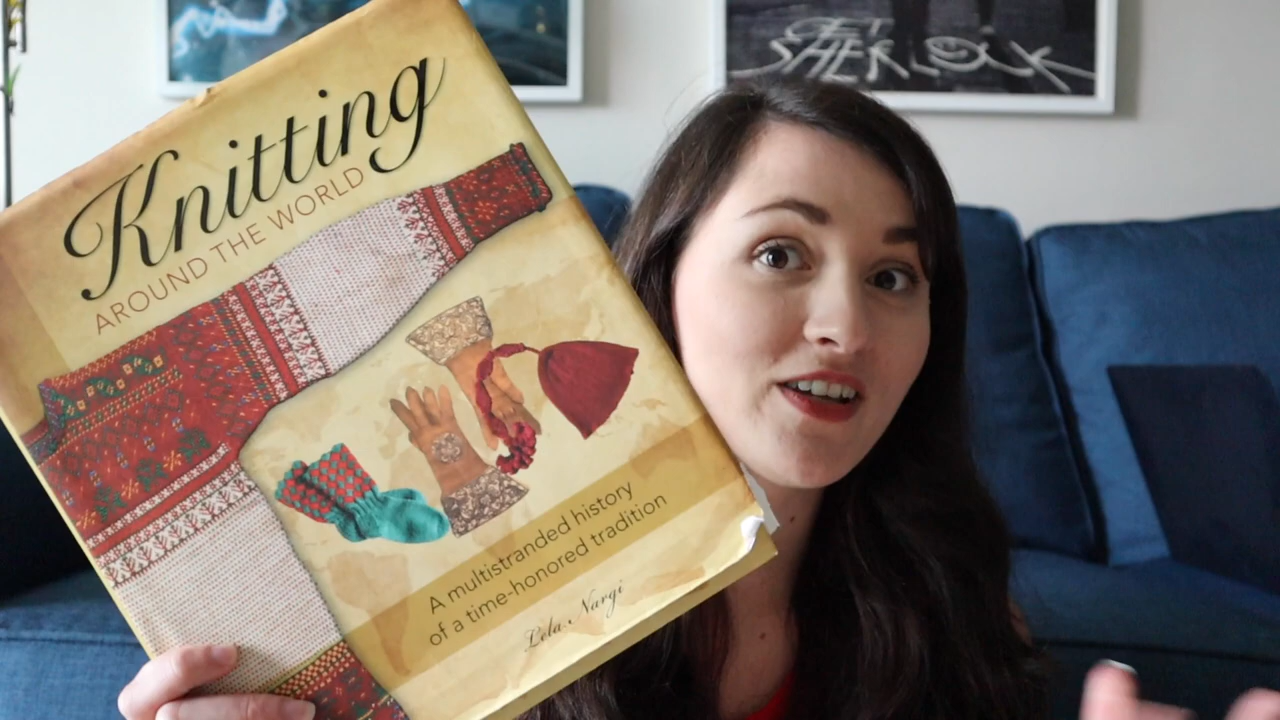 GET
SHERLOCK
Knitting
AROUND THE WORLD
A multistranded history
of a time-honored tradition
Lela Nargi